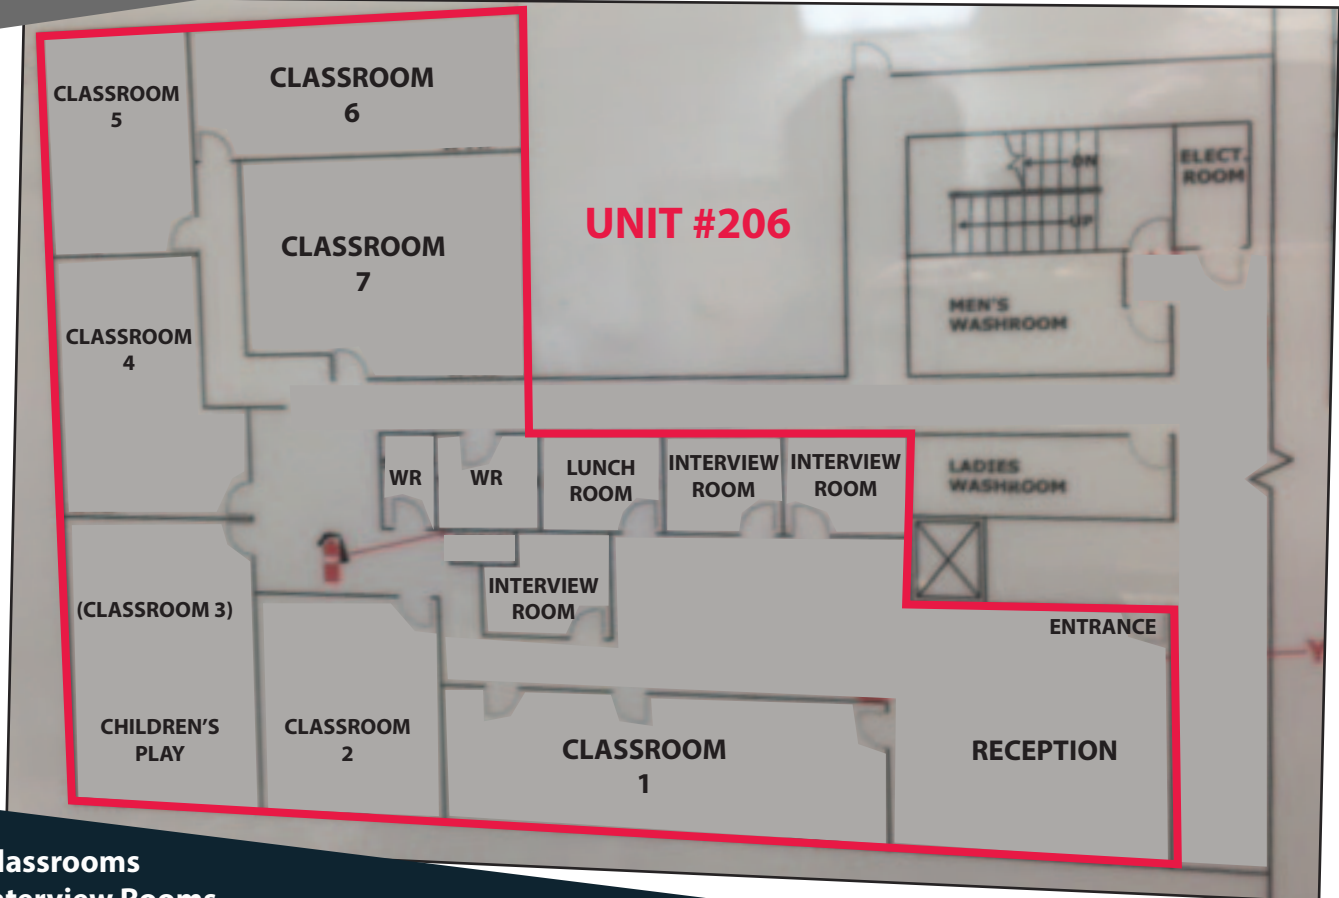 CLASSROOM
5
CLASSROOM
6
CLASSROOM
7
UNIT #206
DN
UP
ELECT.
ROOM
MEN'S
WASHROOM
CLASSROOM
4
WR
WR
LUNCH
ROOM
INTERVIEW
ROOM
INTERVIEW
ROOM
LADIES
WASHROOM
INTERVIEW
ROOM
(CLASSROOM 3)
CHILDREN'S
PLAY
CLASSROOM
2
CLASSROOM
1
ENTRANCE
RECEPTION
lassrooms